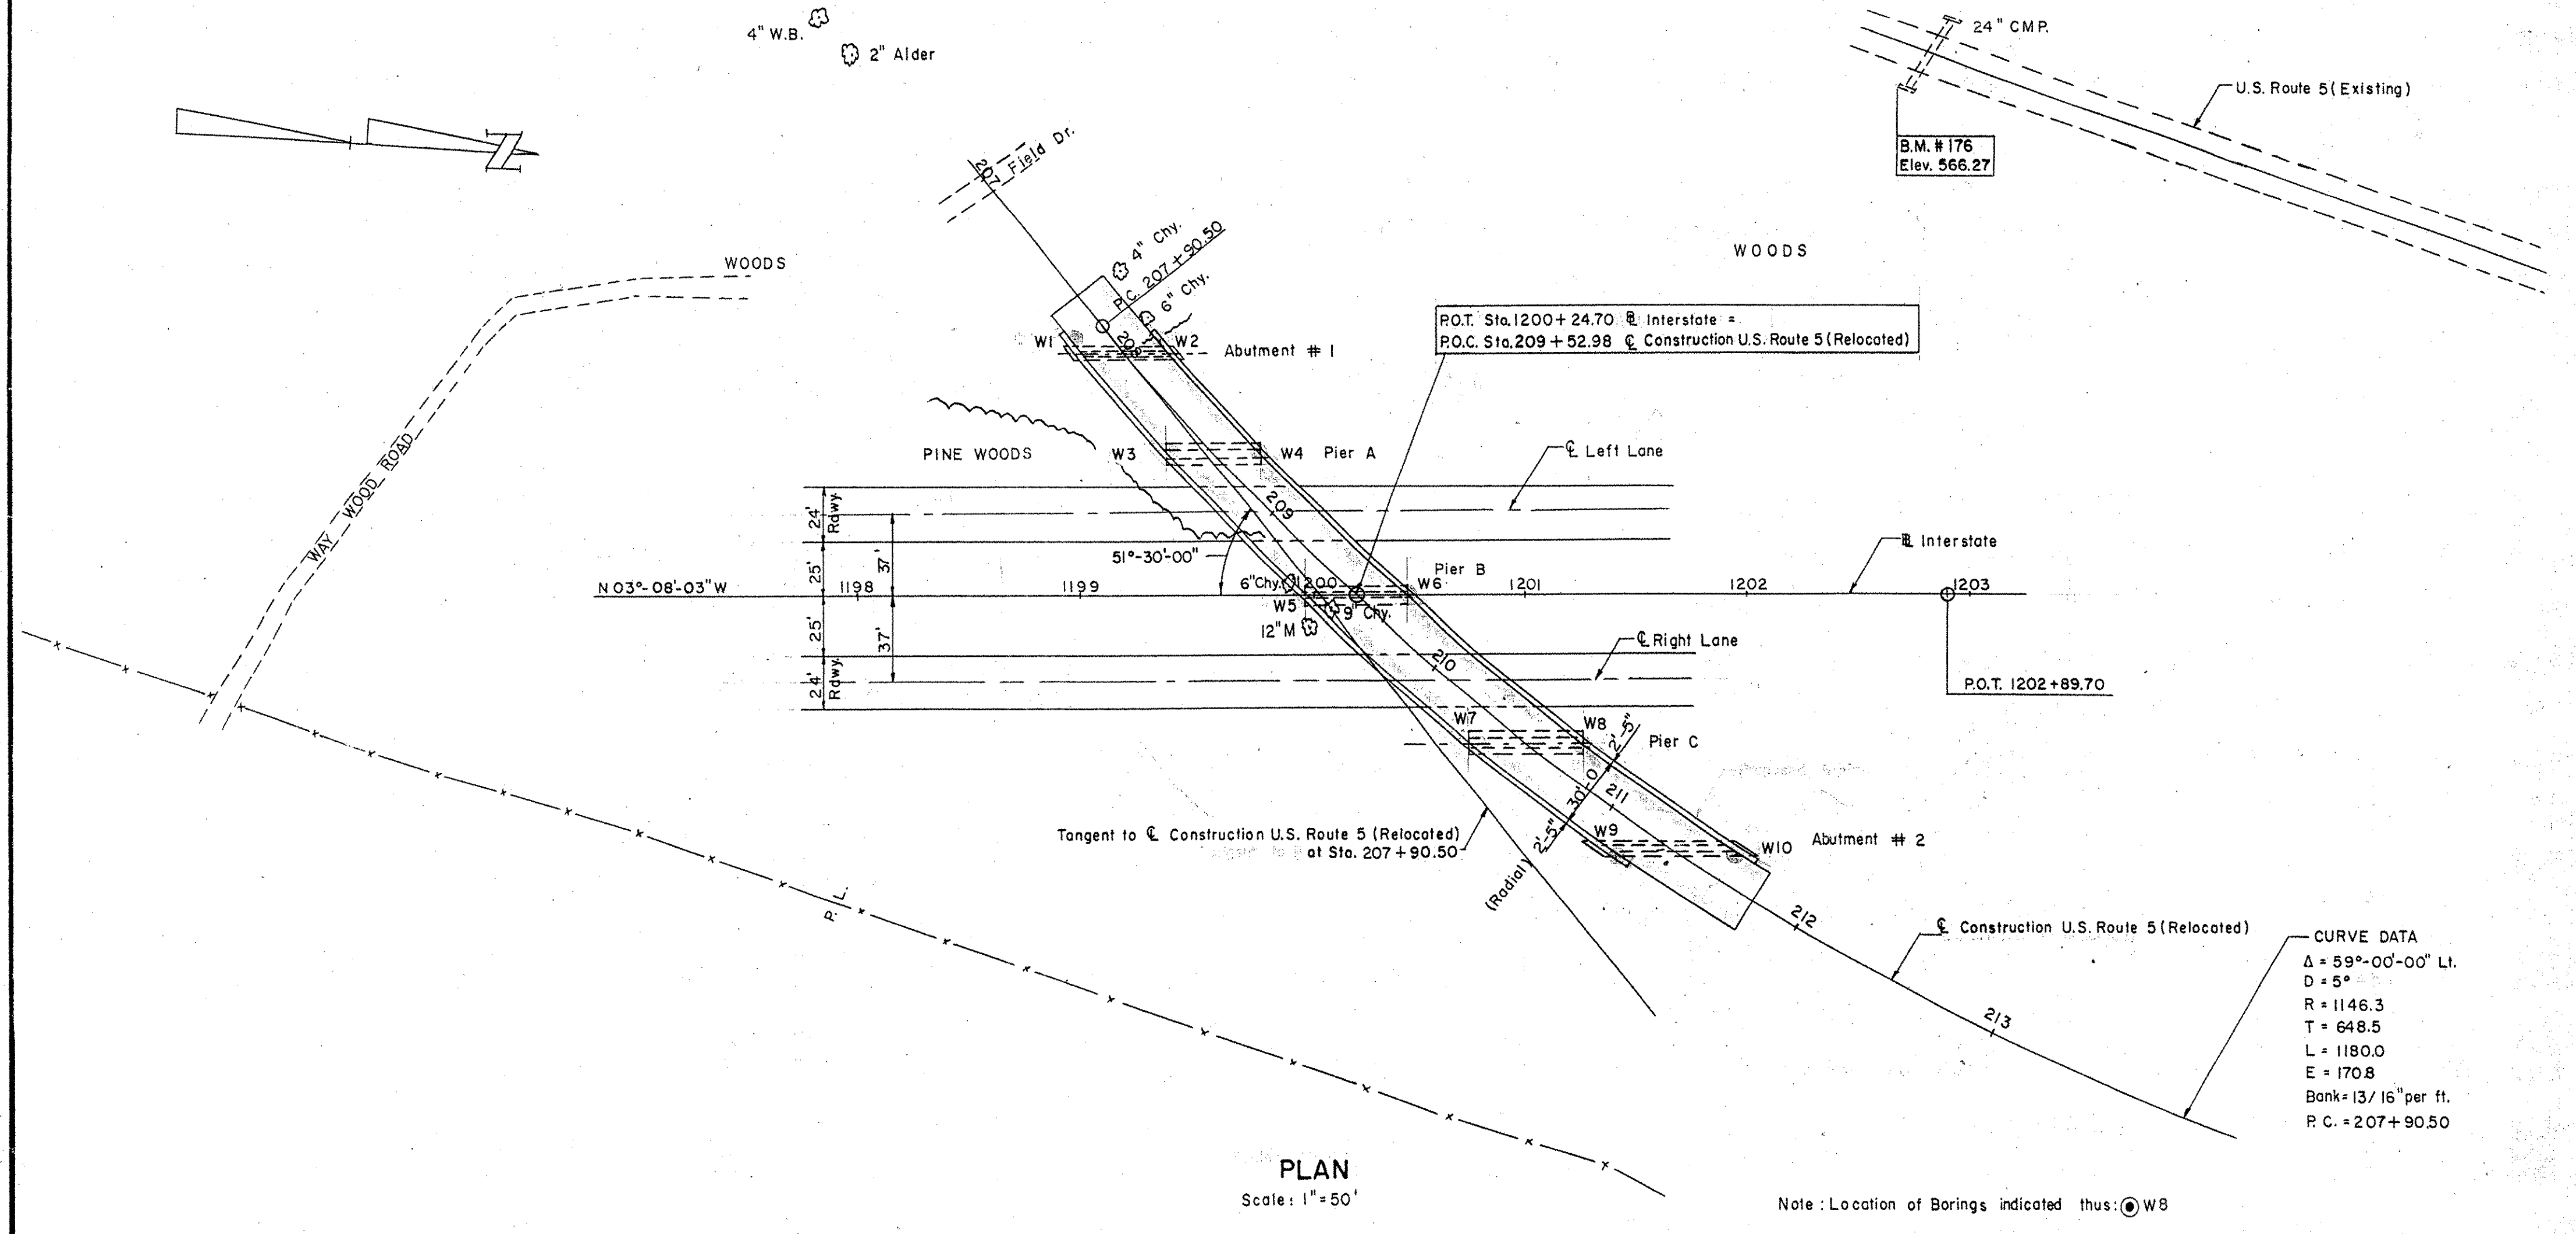 4" W.B.
2" Alder
24" CMP.
U.S. Route 5 (Existing)
B.M. # 176
Elev. 566.27
N
207
Field Dr.
WOODS
WOODS
4" Chy.
P.C. 207+90.50
6" Chy.
W1
208
W2
Abutment # 1
P.O.T. Sta. 1200+24.70 ℄ Interstate =
P.O.C. Sta. 209+52.98 ℄ Construction U.S. Route 5 (Relocated)
WAY WOOD ROAD
PINE WOODS
W3
W4
Pier A
℄ Left Lane
24'
Rdwy.
209
37'
25'
51°-30'-00"
℄ Interstate
Pier B
N 03°-08'-03" W
1198
1199
6" Chy.
1200
W6
1201
1202
1203
W5
9" Chy.
12" M
25'
37'
℄ Right Lane
210
24'
Rdwy.
P.O.T. 1202+89.70
W7
W8
2'-5"
Pier C
30'-0
211
2'-5"
(Radial)
W9
W10
Abutment # 2
Tangent to ℄ Construction U.S. Route 5 (Relocated)
at Sta. 207+90.50
P. L.
212
℄ Construction U.S. Route 5 (Relocated)
213
CURVE DATA
Δ = 59°-00'-00" Lt.
D = 5°
R = 1146.3
T = 648.5
L = 1180.0
E = 170.8
Bank = 13/16" per ft.
P. C. = 207+90.50
PLAN
Scale: 1" = 50'
Note: Location of Borings indicated thus: W8